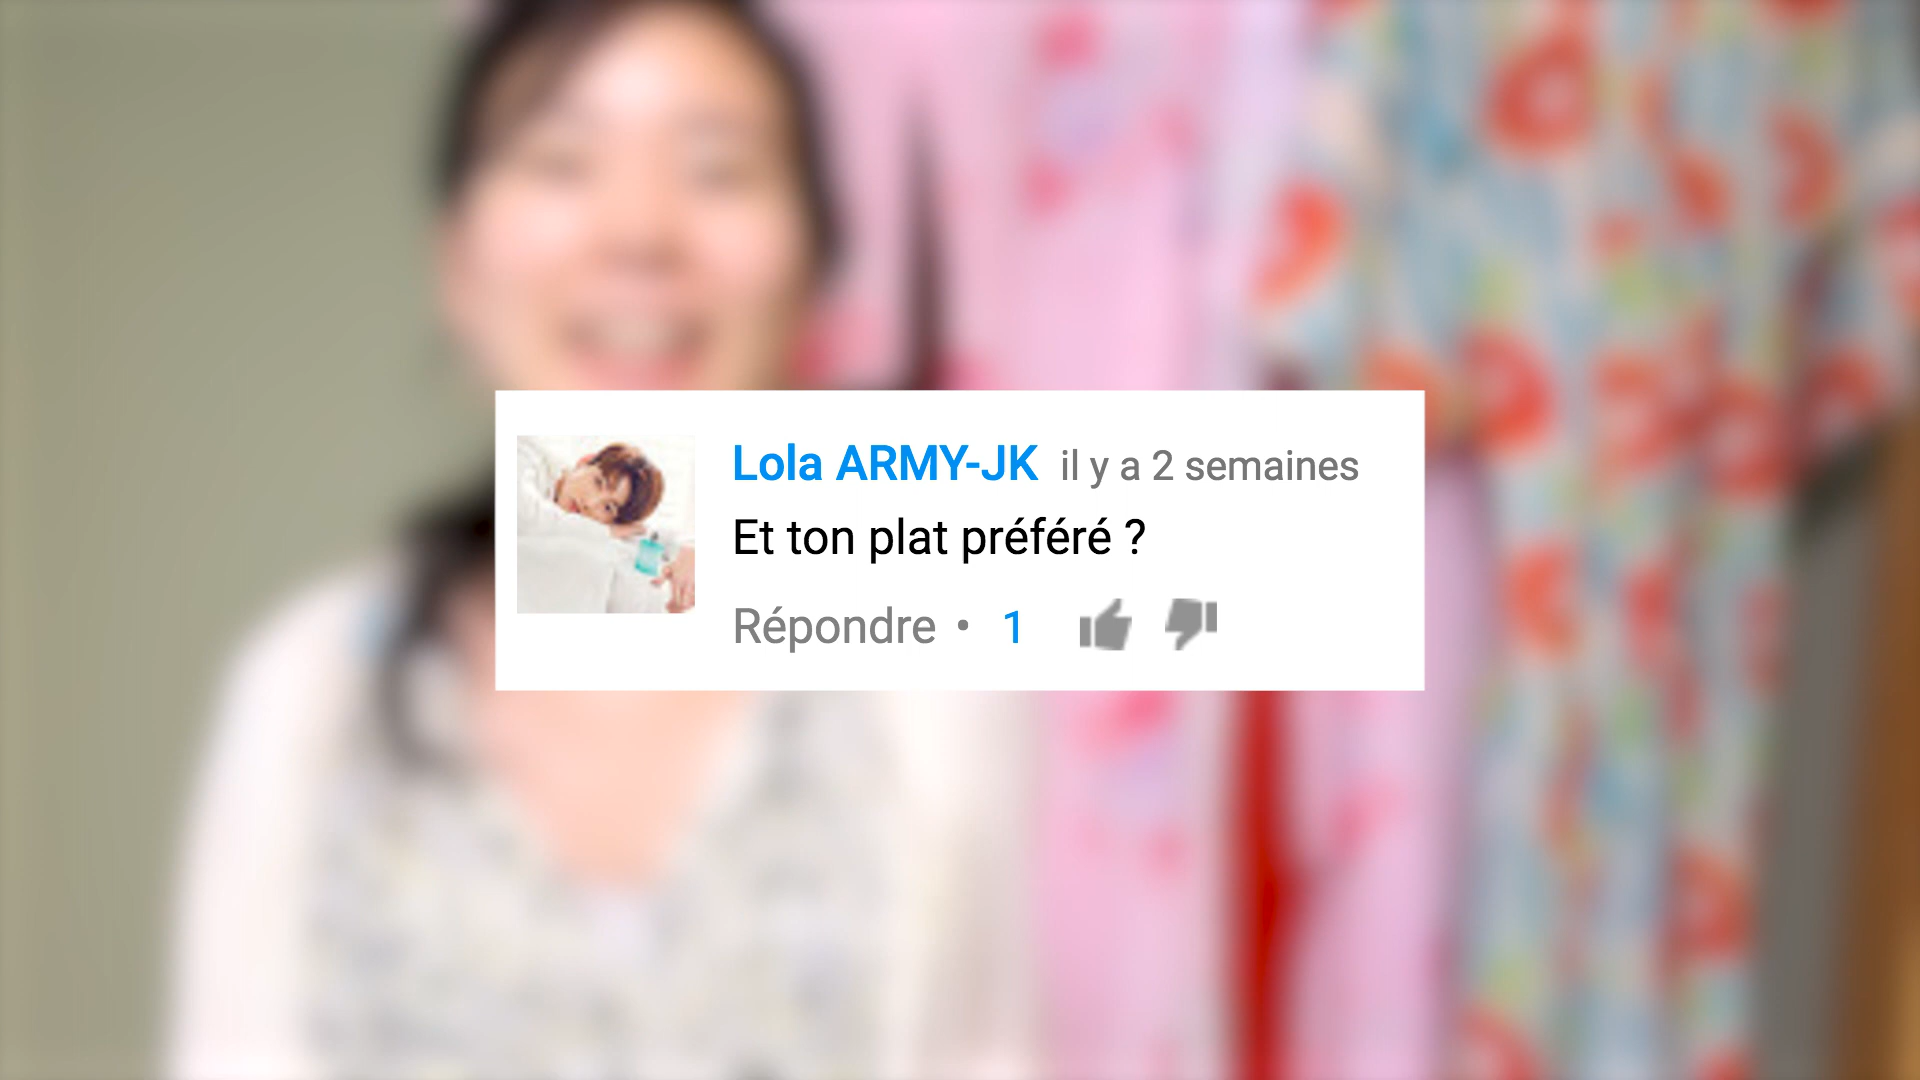 Lola ARMY-JK il y a 2 semaines
Et ton plat préféré ?
Répondre • 1